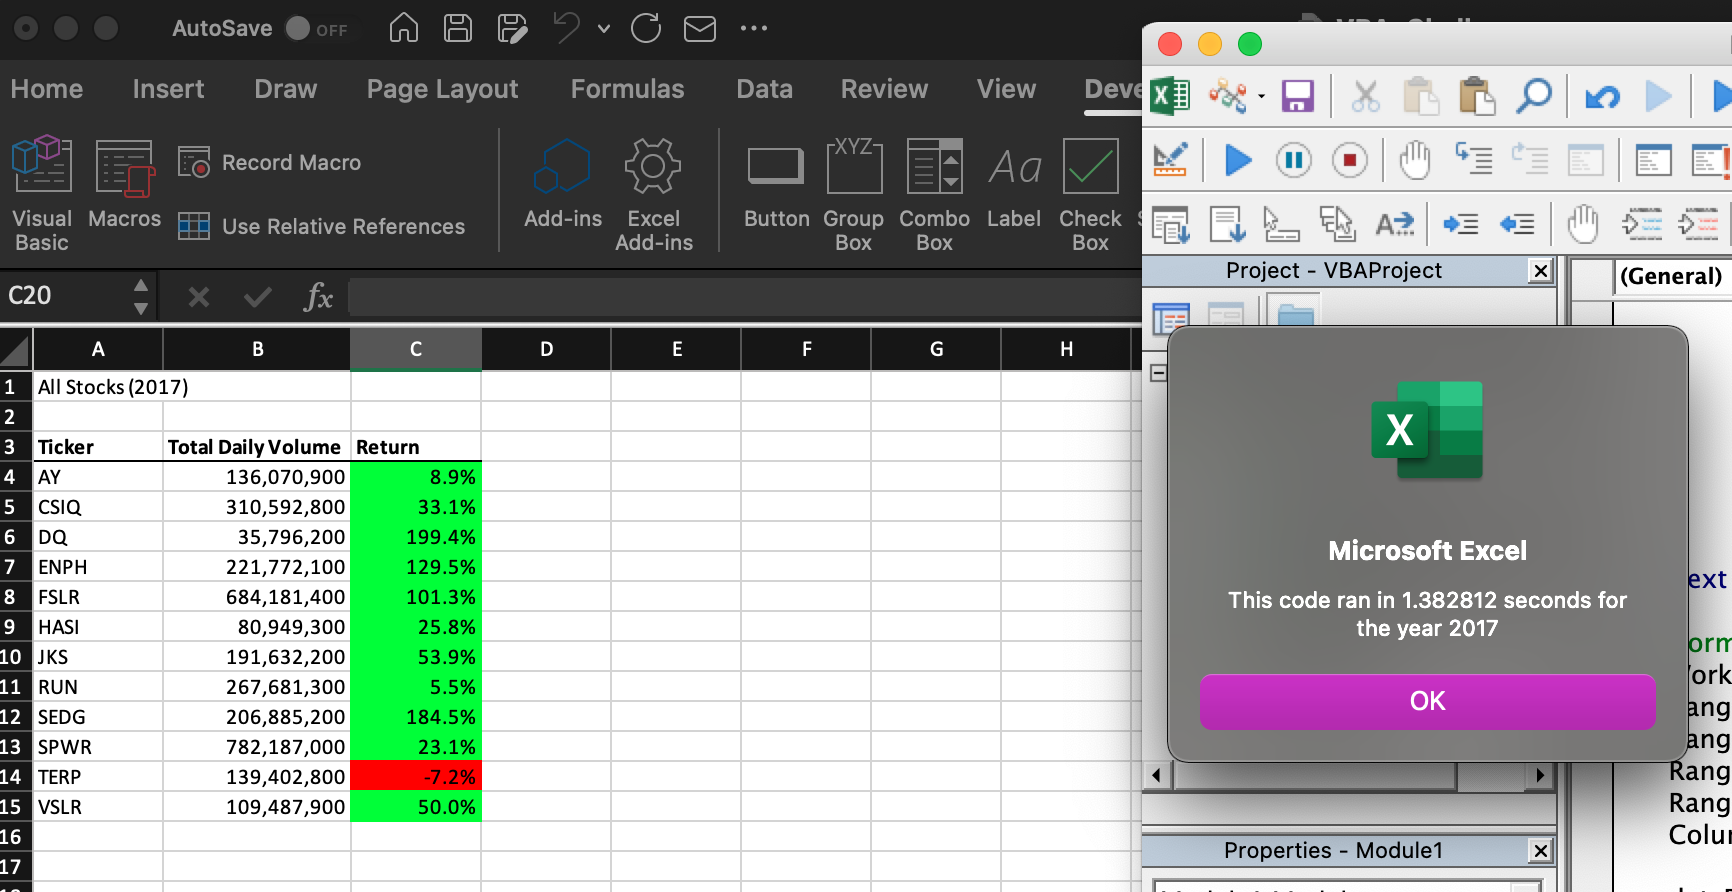 AutoSave OFF
Home Insert Draw Page Layout Formulas Data Review View Deve
Visual Basic
Macros
Record Macro
Use Relative References
Add-ins
Excel Add-ins
Button
Group Box
XYZ
Combo Box
Aa
Label
Check Box
C20
fx
A B C D E F G H
1 All Stocks (2017)
2
3 Ticker Total Daily Volume Return
4 AY 136,070,900 8.9%
5 CSIQ 310,592,800 33.1%
6 DQ 35,796,200 199.4%
7 ENPH 221,772,100 129.5%
8 FSLR 684,181,400 101.3%
9 HASI 80,949,300 25.8%
10 JKS 191,632,200 53.9%
11 RUN 267,681,300 5.5%
12 SEDG 206,885,200 184.5%
13 SPWR 782,187,000 23.1%
14 TERP 139,402,800 -7.2%
15 VSLR 109,487,900 50.0%
16
17
Project - VBAProject
(General)
X
Microsoft Excel
This code ran in 1.382812 seconds for
the year 2017
OK
ext
orm
ork
ang
ang
Rang
Rang
Colu
Properties - Module1